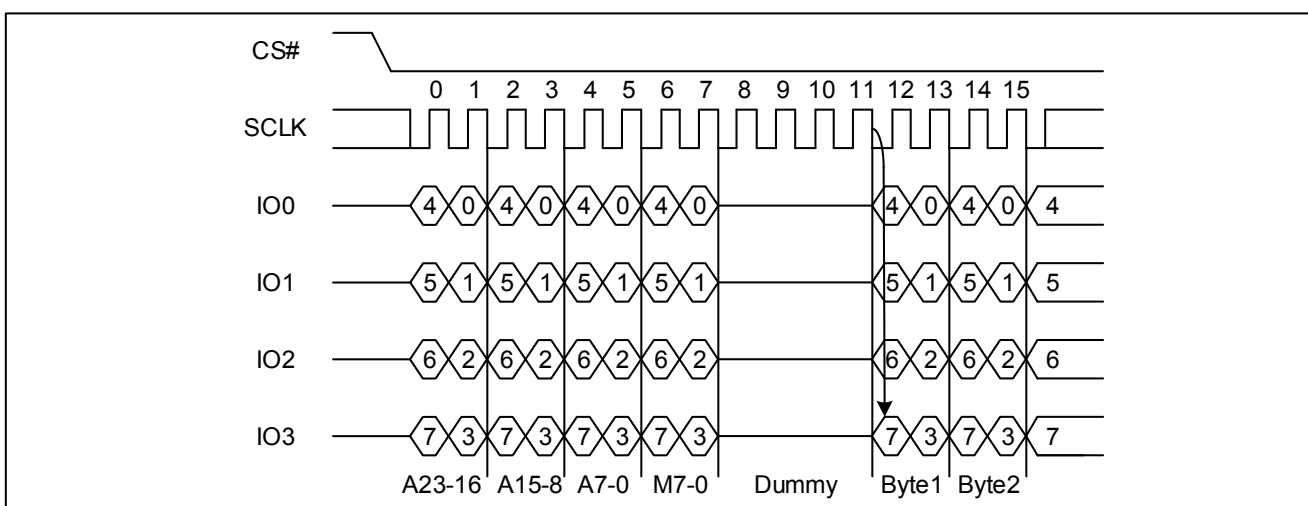 CS#
0 1 2 3 4 5 6 7 8 9 10 11 12 13 14 15
SCLK
IO0 4 0 4 0 4 0 4 0 4 0 4 0 4
IO1 5 1 5 1 5 1 5 1 5 1 5 1 5
IO2 6 2 6 2 6 2 6 2 6 2 6 2 6
IO3 7 3 7 3 7 3 7 3 7 3 7 3 7
A23-16 A15-8 A7-0 M7-0 Dummy Byte1 Byte2